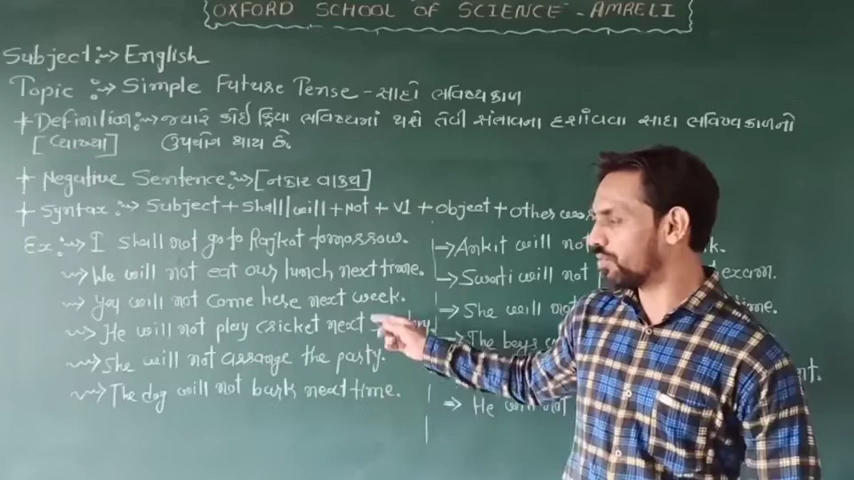 OXFORD SCHOOL OF SCIENCE - AMRELI
Subject :→ English
Topic :→ Simple Future Tense - સાદો ભવિષ્યકાળ
+ Definition :→ જ્યારે કોઈ ક્રિયા ભવિષ્યમાં થશે તેવી સંભાવના દર્શાવવા સાદા ભવિષ્યકાળનો
[વ્યાખ્યા] ઉપયોગ થાય છે.
+ Negative Sentence :→ [નકાર વાક્ય]
+ Syntax :→ Subject + Shall/will + Not + V1 + object + other
Ex :→ I shall not go to Rajkot tomorrow.
→ We will not eat our lunch next time.
→ You will not come here next week.
→ He will not play cricket next
→ She will not arrange the party.
→ The dog will not bark next time.
→ Ankit will not
→ Swati will not exam.
→ She will not time.
→ The boys
→ He will not